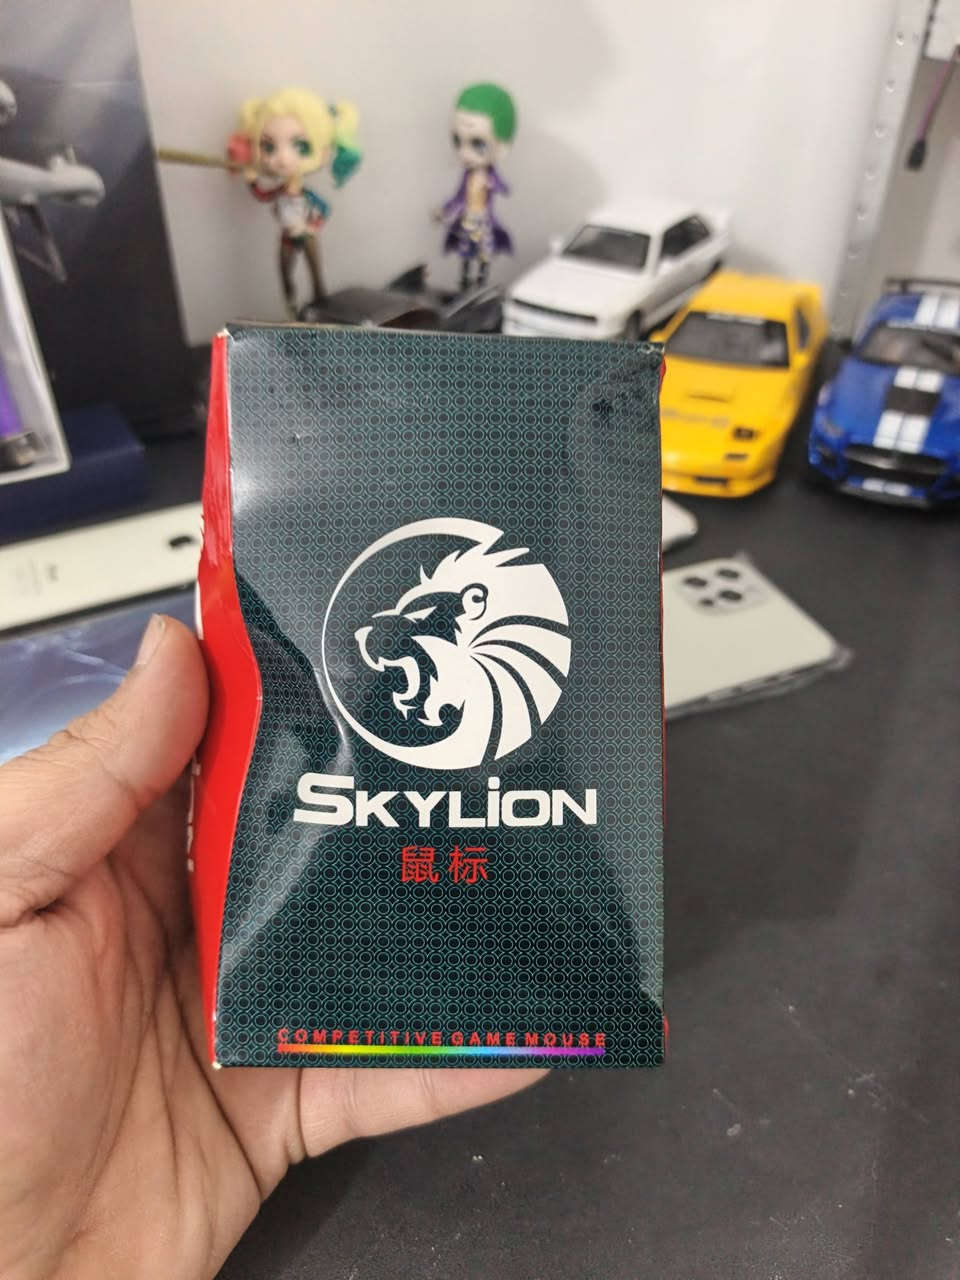 SKYLION
鼠标
COMPETITIVE GAME MOUSE